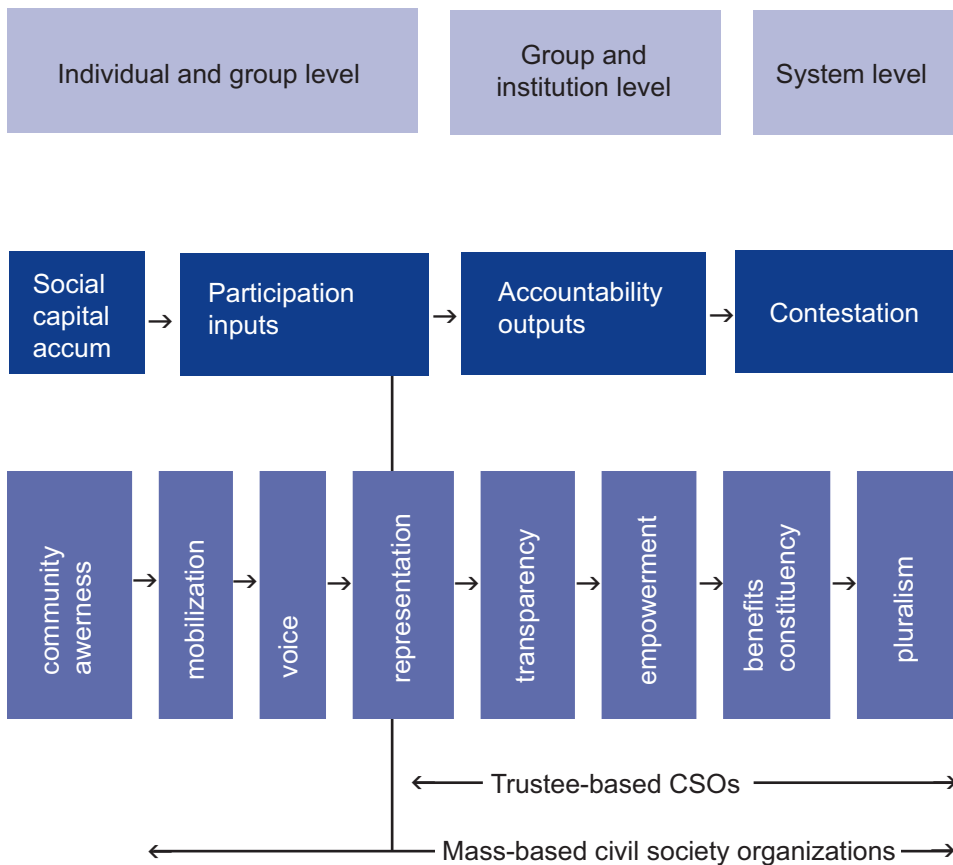 Individual and group level
Group and
institution level
System level
Social
capital
accum
Participation
inputs
Accountability
outputs
Contestation
community
awerness
mobilization
voice
representation
transparency
empowerment
benefits
constituency
pluralism
Trustee-based CSOs
Mass-based civil society organizations